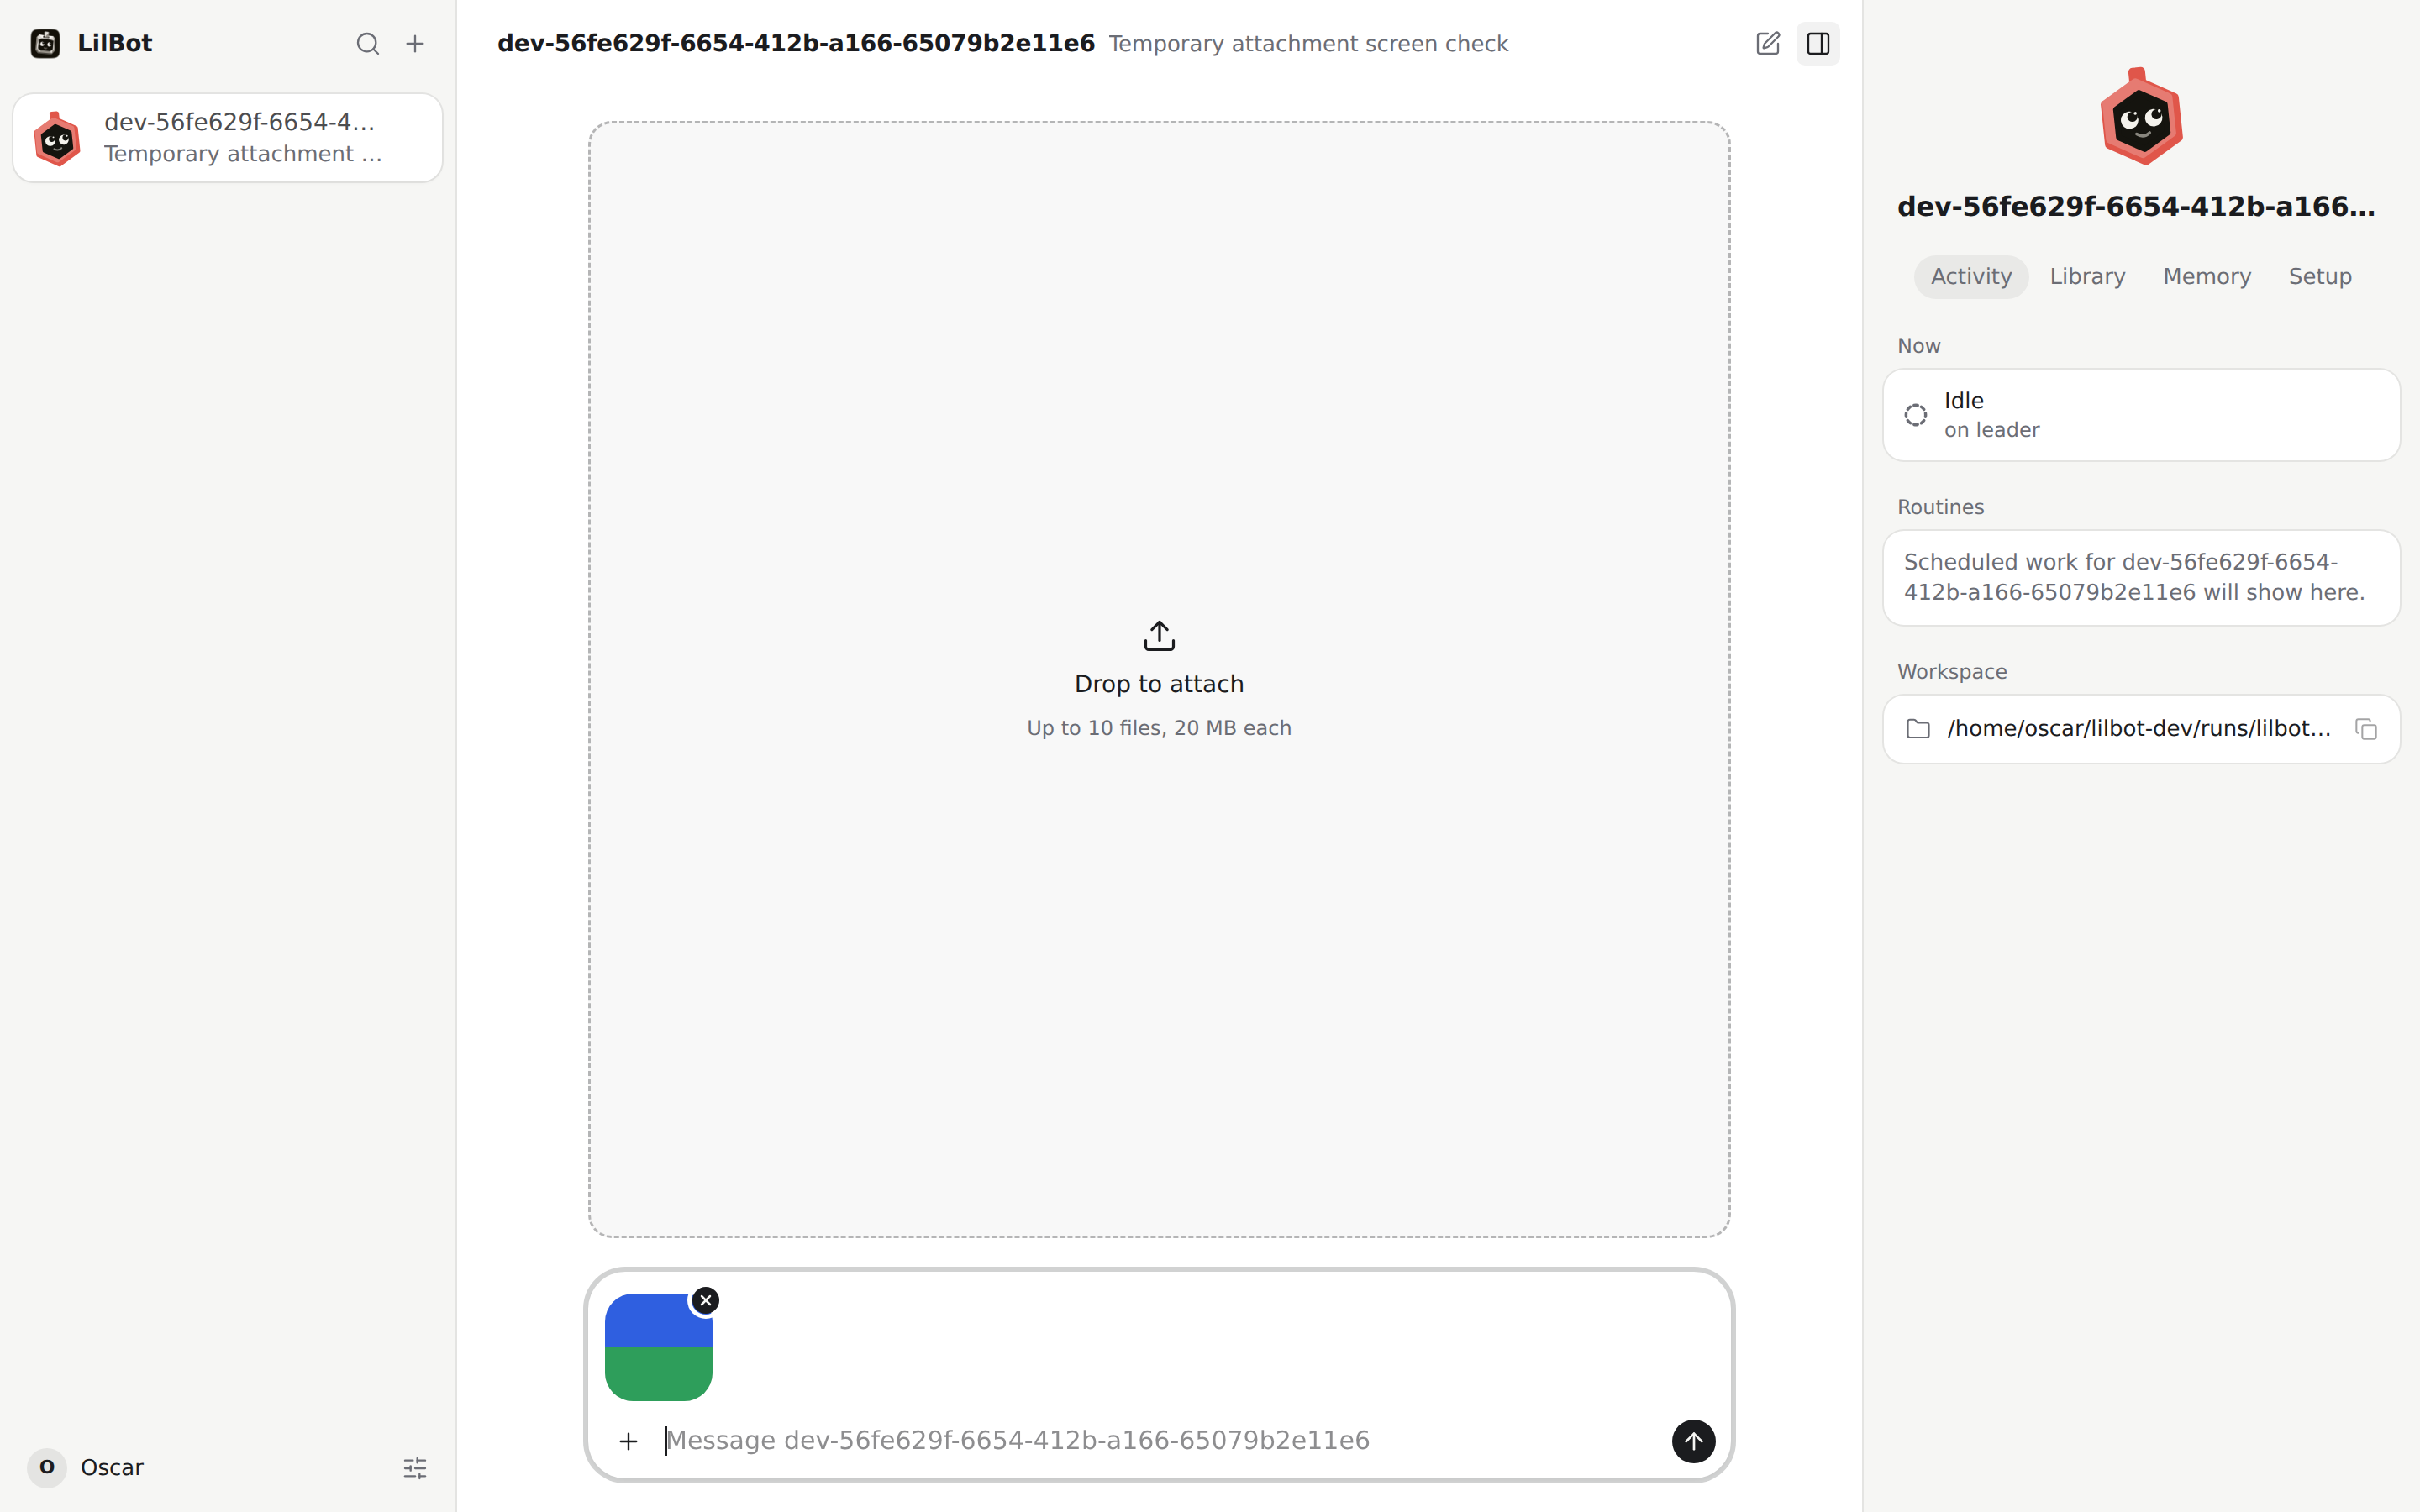 LilBot
dev-56fe629f-6654-4…
Temporary attachment …
O
Oscar
dev-56fe629f-6654-412b-a166-65079b2e11e6 Temporary attachment screen check
Drop to attach
Up to 10 files, 20 MB each
Message dev-56fe629f-6654-412b-a166-65079b2e11e6
dev-56fe629f-6654-412b-a166…
Activity Library Memory Setup
Now
Idle
on leader
Routines
Scheduled work for dev-56fe629f-6654-
412b-a166-65079b2e11e6 will show here.
Workspace
/home/oscar/lilbot-dev/runs/lilbot…